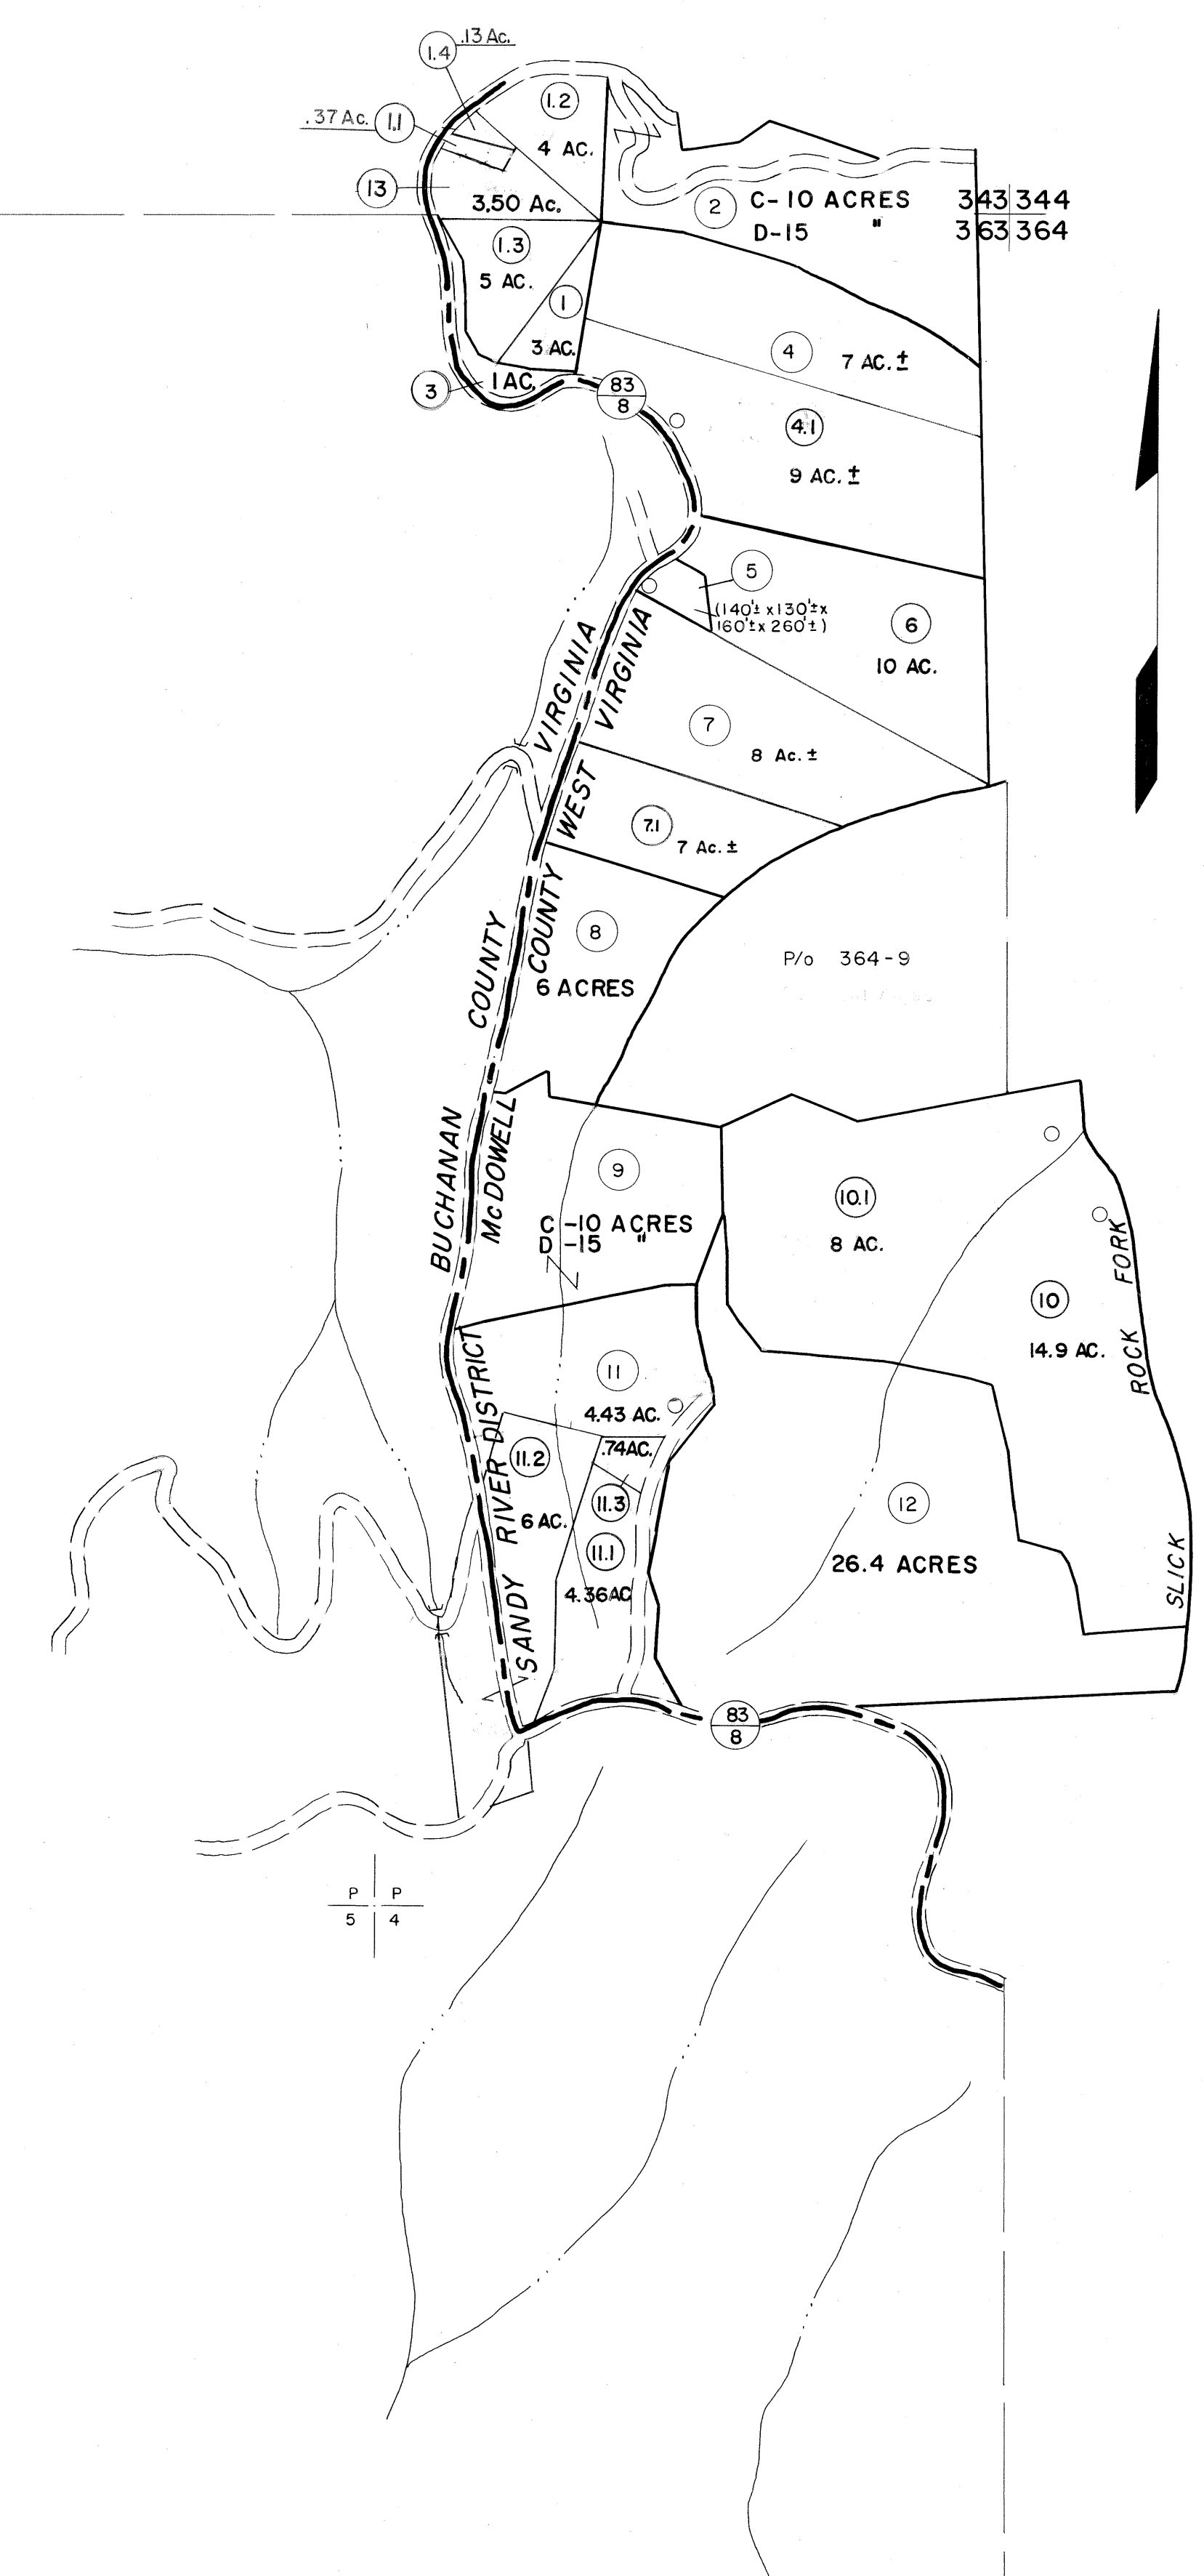 .13 Ac.
1.4
.37 Ac.
1.1
1.2
4 AC.
13
3.50 Ac.
2
C-10 ACRES
D-15 "
343 344
363 364
1.3
5 AC.
1
3 AC.
3
1 AC.
83
8
4
7 AC. ±
4.1
9 AC. ±
5
(140'± x 130'± x
160'± x 260'±)
6
10 AC.
VIRGINIA
WEST VIRGINIA
7
8 Ac. ±
7.1
7 Ac. ±
8
6 ACRES
P/o 364-9
BUCHANAN COUNTY
McDOWELL COUNTY
9
C -10 ACRES
D -15 "
10.1
8 AC.
10
14.9 AC.
SLICK ROCK FORK
11
4.43 AC.
.74 AC.
11.2
6 AC.
11.3
11.1
4.36 AC
SANDY RIVER DISTRICT
12
26.4 ACRES
83
8
P P
5 4